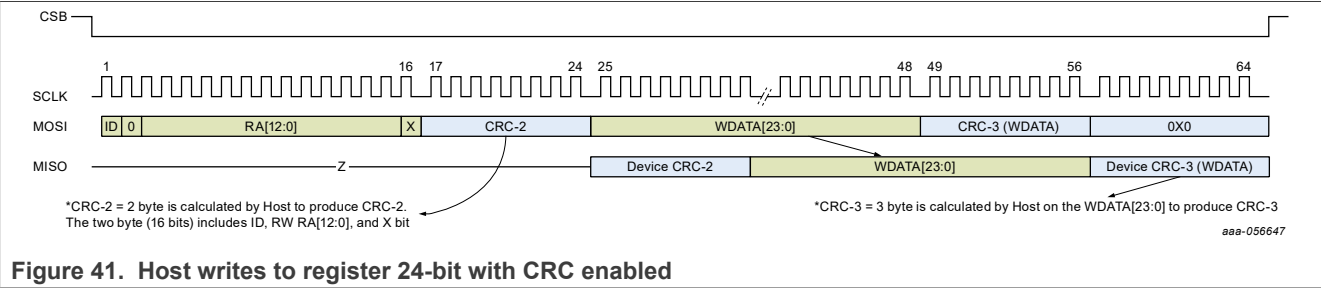 CSB
1 16 17 24 25 48 49 56 64
SCLK
MOSI ID 0 RA[12:0] X CRC-2 WDATA[23:0] CRC-3 (WDATA) 0X0
MISO Z Device CRC-2 WDATA[23:0] Device CRC-3 (WDATA)
*CRC-2 = 2 byte is calculated by Host to produce CRC-2.
The two byte (16 bits) includes ID, RW RA[12:0], and X bit
*CRC-3 = 3 byte is calculated by Host on the WDATA[23:0] to produce CRC-3
aaa-056647
Figure 41. Host writes to register 24-bit with CRC enabled